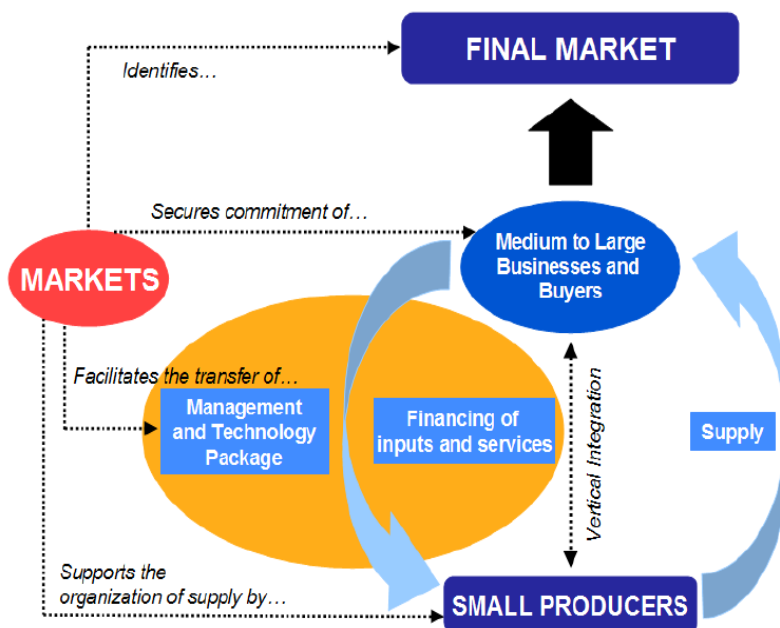 FINAL MARKET
Identifies...
Secures commitment of...
Medium to Large
Businesses and
Buyers
MARKETS
Facilitates the transfer of...
Management
and Technology
Package
Financing of
inputs and services
Vertical Integration
Supply
Supports the
organization of supply by...
SMALL PRODUCERS